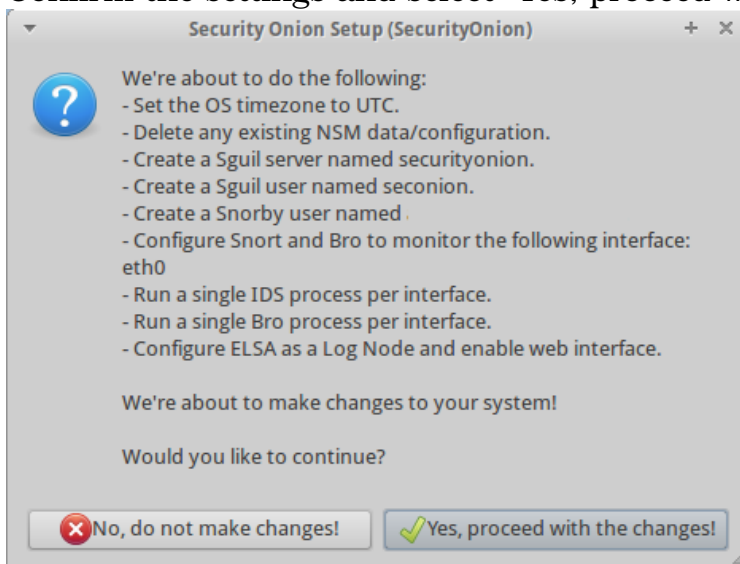 Security Onion Setup (SecurityOnion)
We're about to do the following:
- Set the OS timezone to UTC.
- Delete any existing NSM data/configuration.
- Create a Sguil server named securityonion.
- Create a Sguil user named seconion.
- Create a Snorby user named
- Configure Snort and Bro to monitor the following interface:
eth0
- Run a single IDS process per interface.
- Run a single Bro process per interface.
- Configure ELSA as a Log Node and enable web interface.
We're about to make changes to your system!
Would you like to continue?
No, do not make changes!
Yes, proceed with the changes!